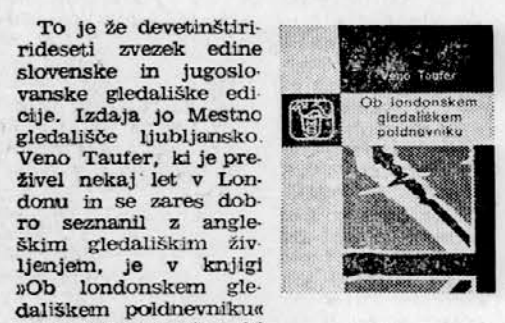 To je že devetinštiri-
rideseti zvezek edine
slovenske in jugoslo-
vanske gledališke edi-
cije. Izdaja jo Mestno
gledališče ljubljansko.
Veno Taufer, ki je pre-
živel nekaj let v Lon-
donu in se zares dob-
ro seznanil z angle-
škim gledališkim živ-
ljenjem, je v knjigi
»Ob londonskem gle-
dališkem poldnevniku«
Veno Taufer
Ob londonskem
gledališkem
poldnevniku